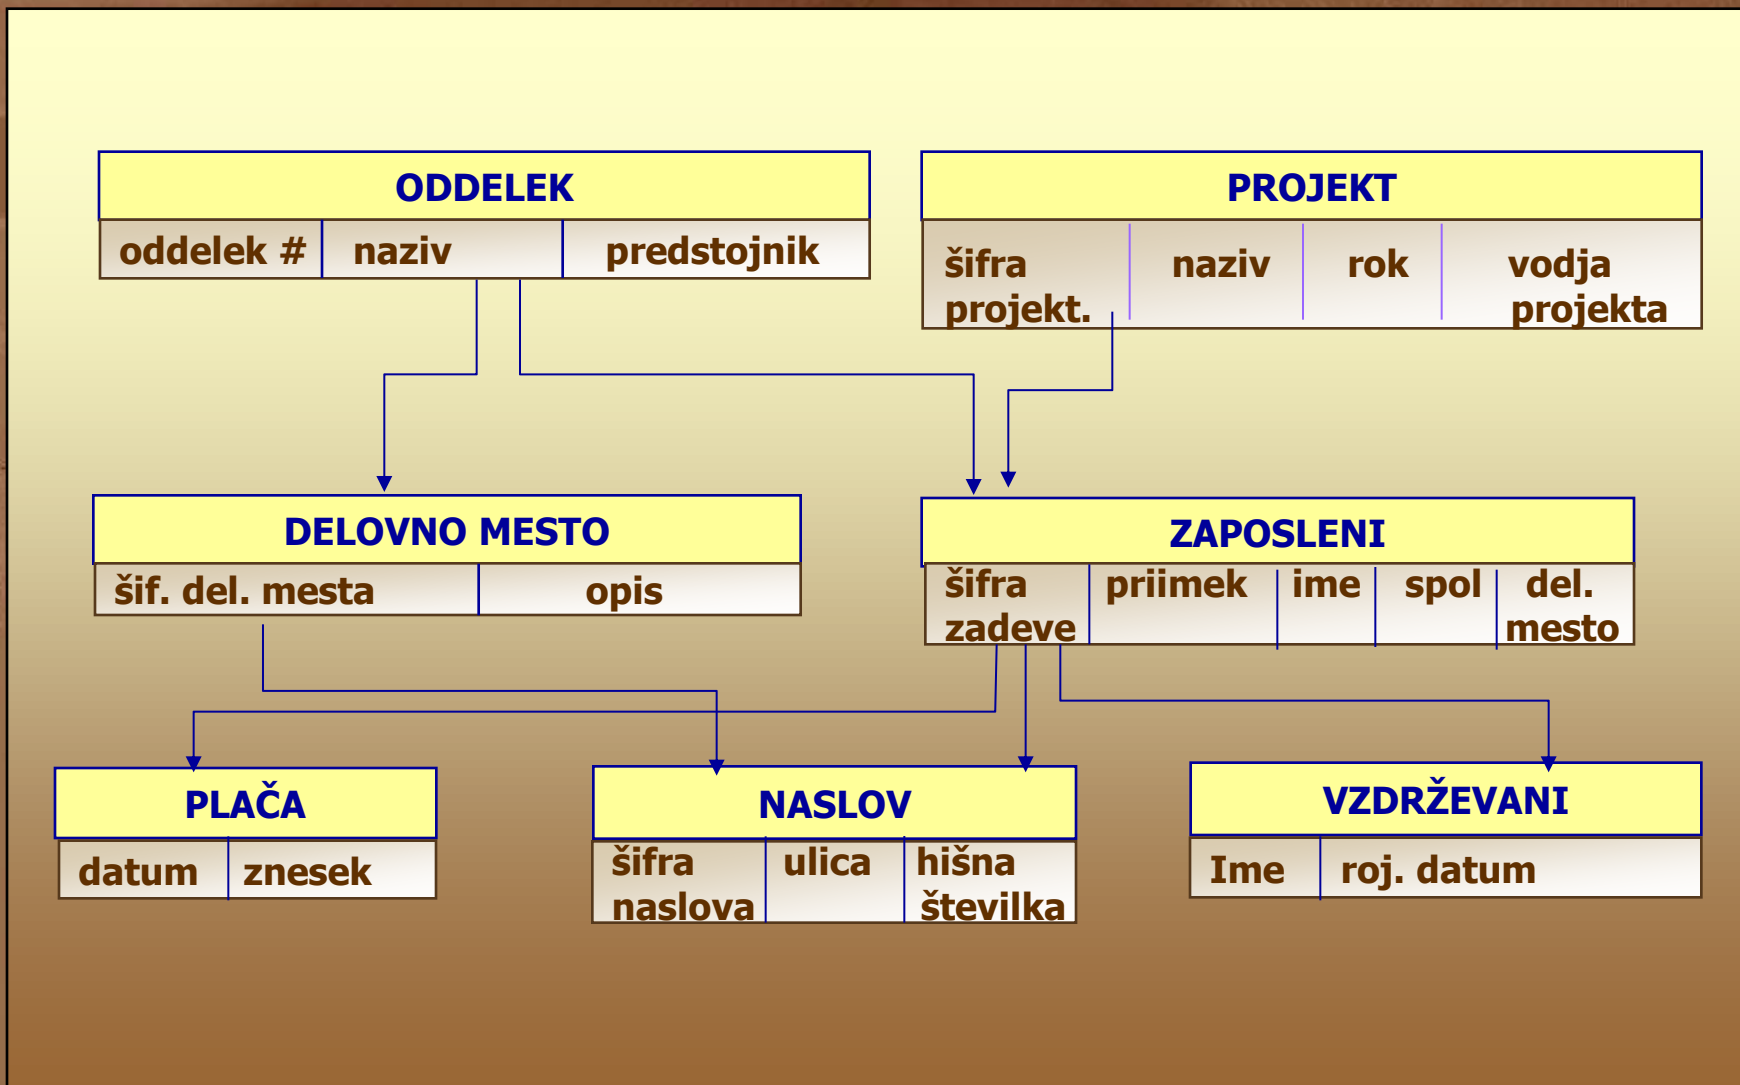 ODDELEK
oddelek # naziv predstojnik
PROJEKT
šifra naziv rok vodja
projekt. projekta
DELOVNO MESTO
šif. del. mesta opis
ZAPOSLENI
šifra priimek ime spol del.
zadeve mesto
PLAČA
datum znesek
NASLOV
šifra ulica hišna
naslova številka
VZDRŽEVANI
Ime roj. datum